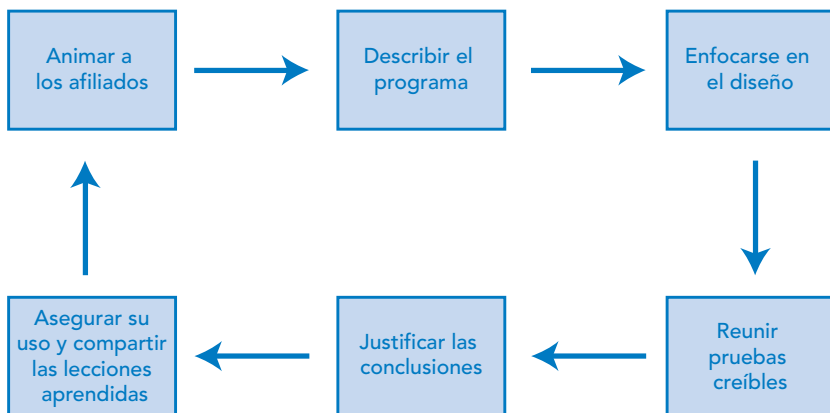 Animar a
los afiliados
Describir el
programa
Enfocarse en
el diseño
Reunir
pruebas
creíbles
Justificar las
conclusiones
Asegurar su
uso y compartir
las lecciones
aprendidas